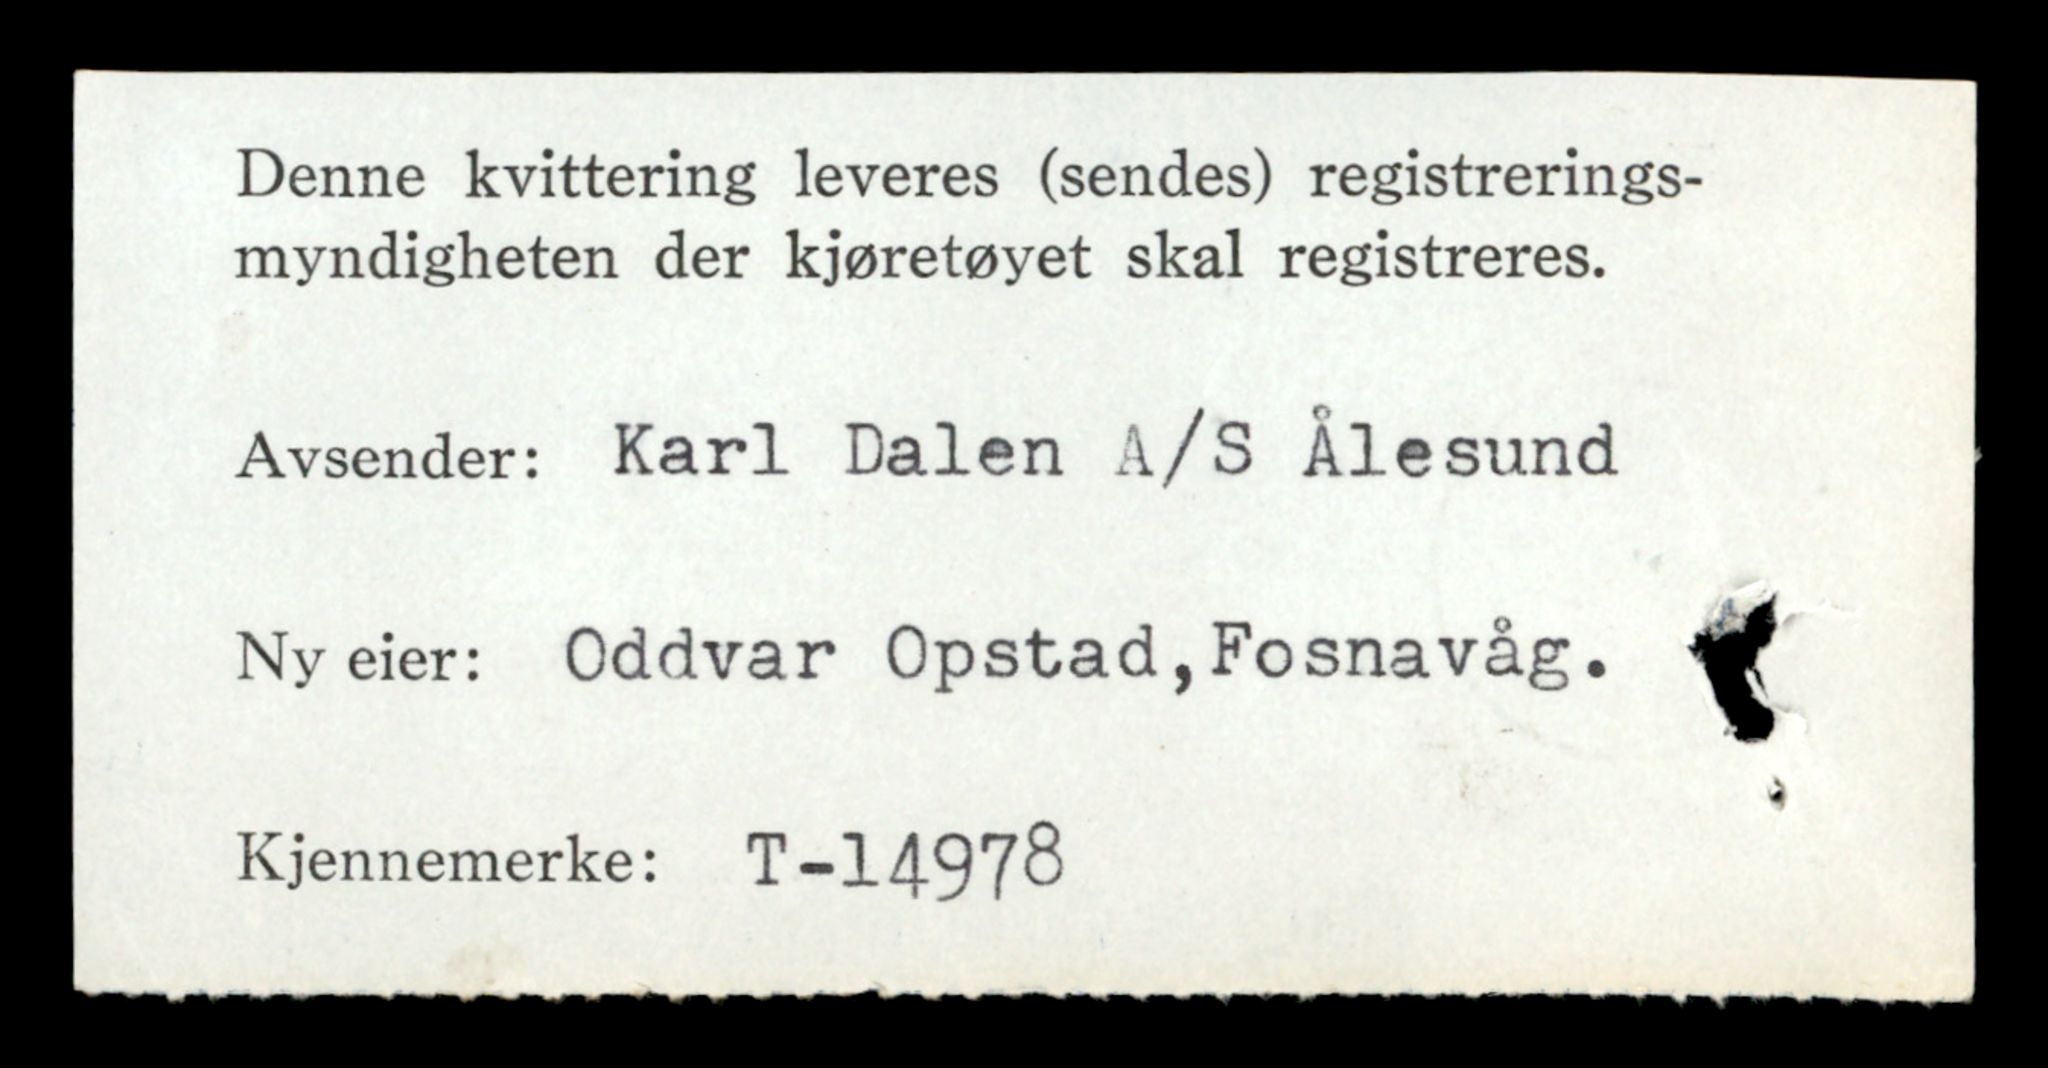 Denne kvittering leveres (sendes) registrerings-
myndigheten der kjøretøyet skal registreres.
Avsender: Karl Dalen A/S Ålesund
Ny eier: Oddvar Opstad,Fosnavåg.
Kjennemerke: T-14978